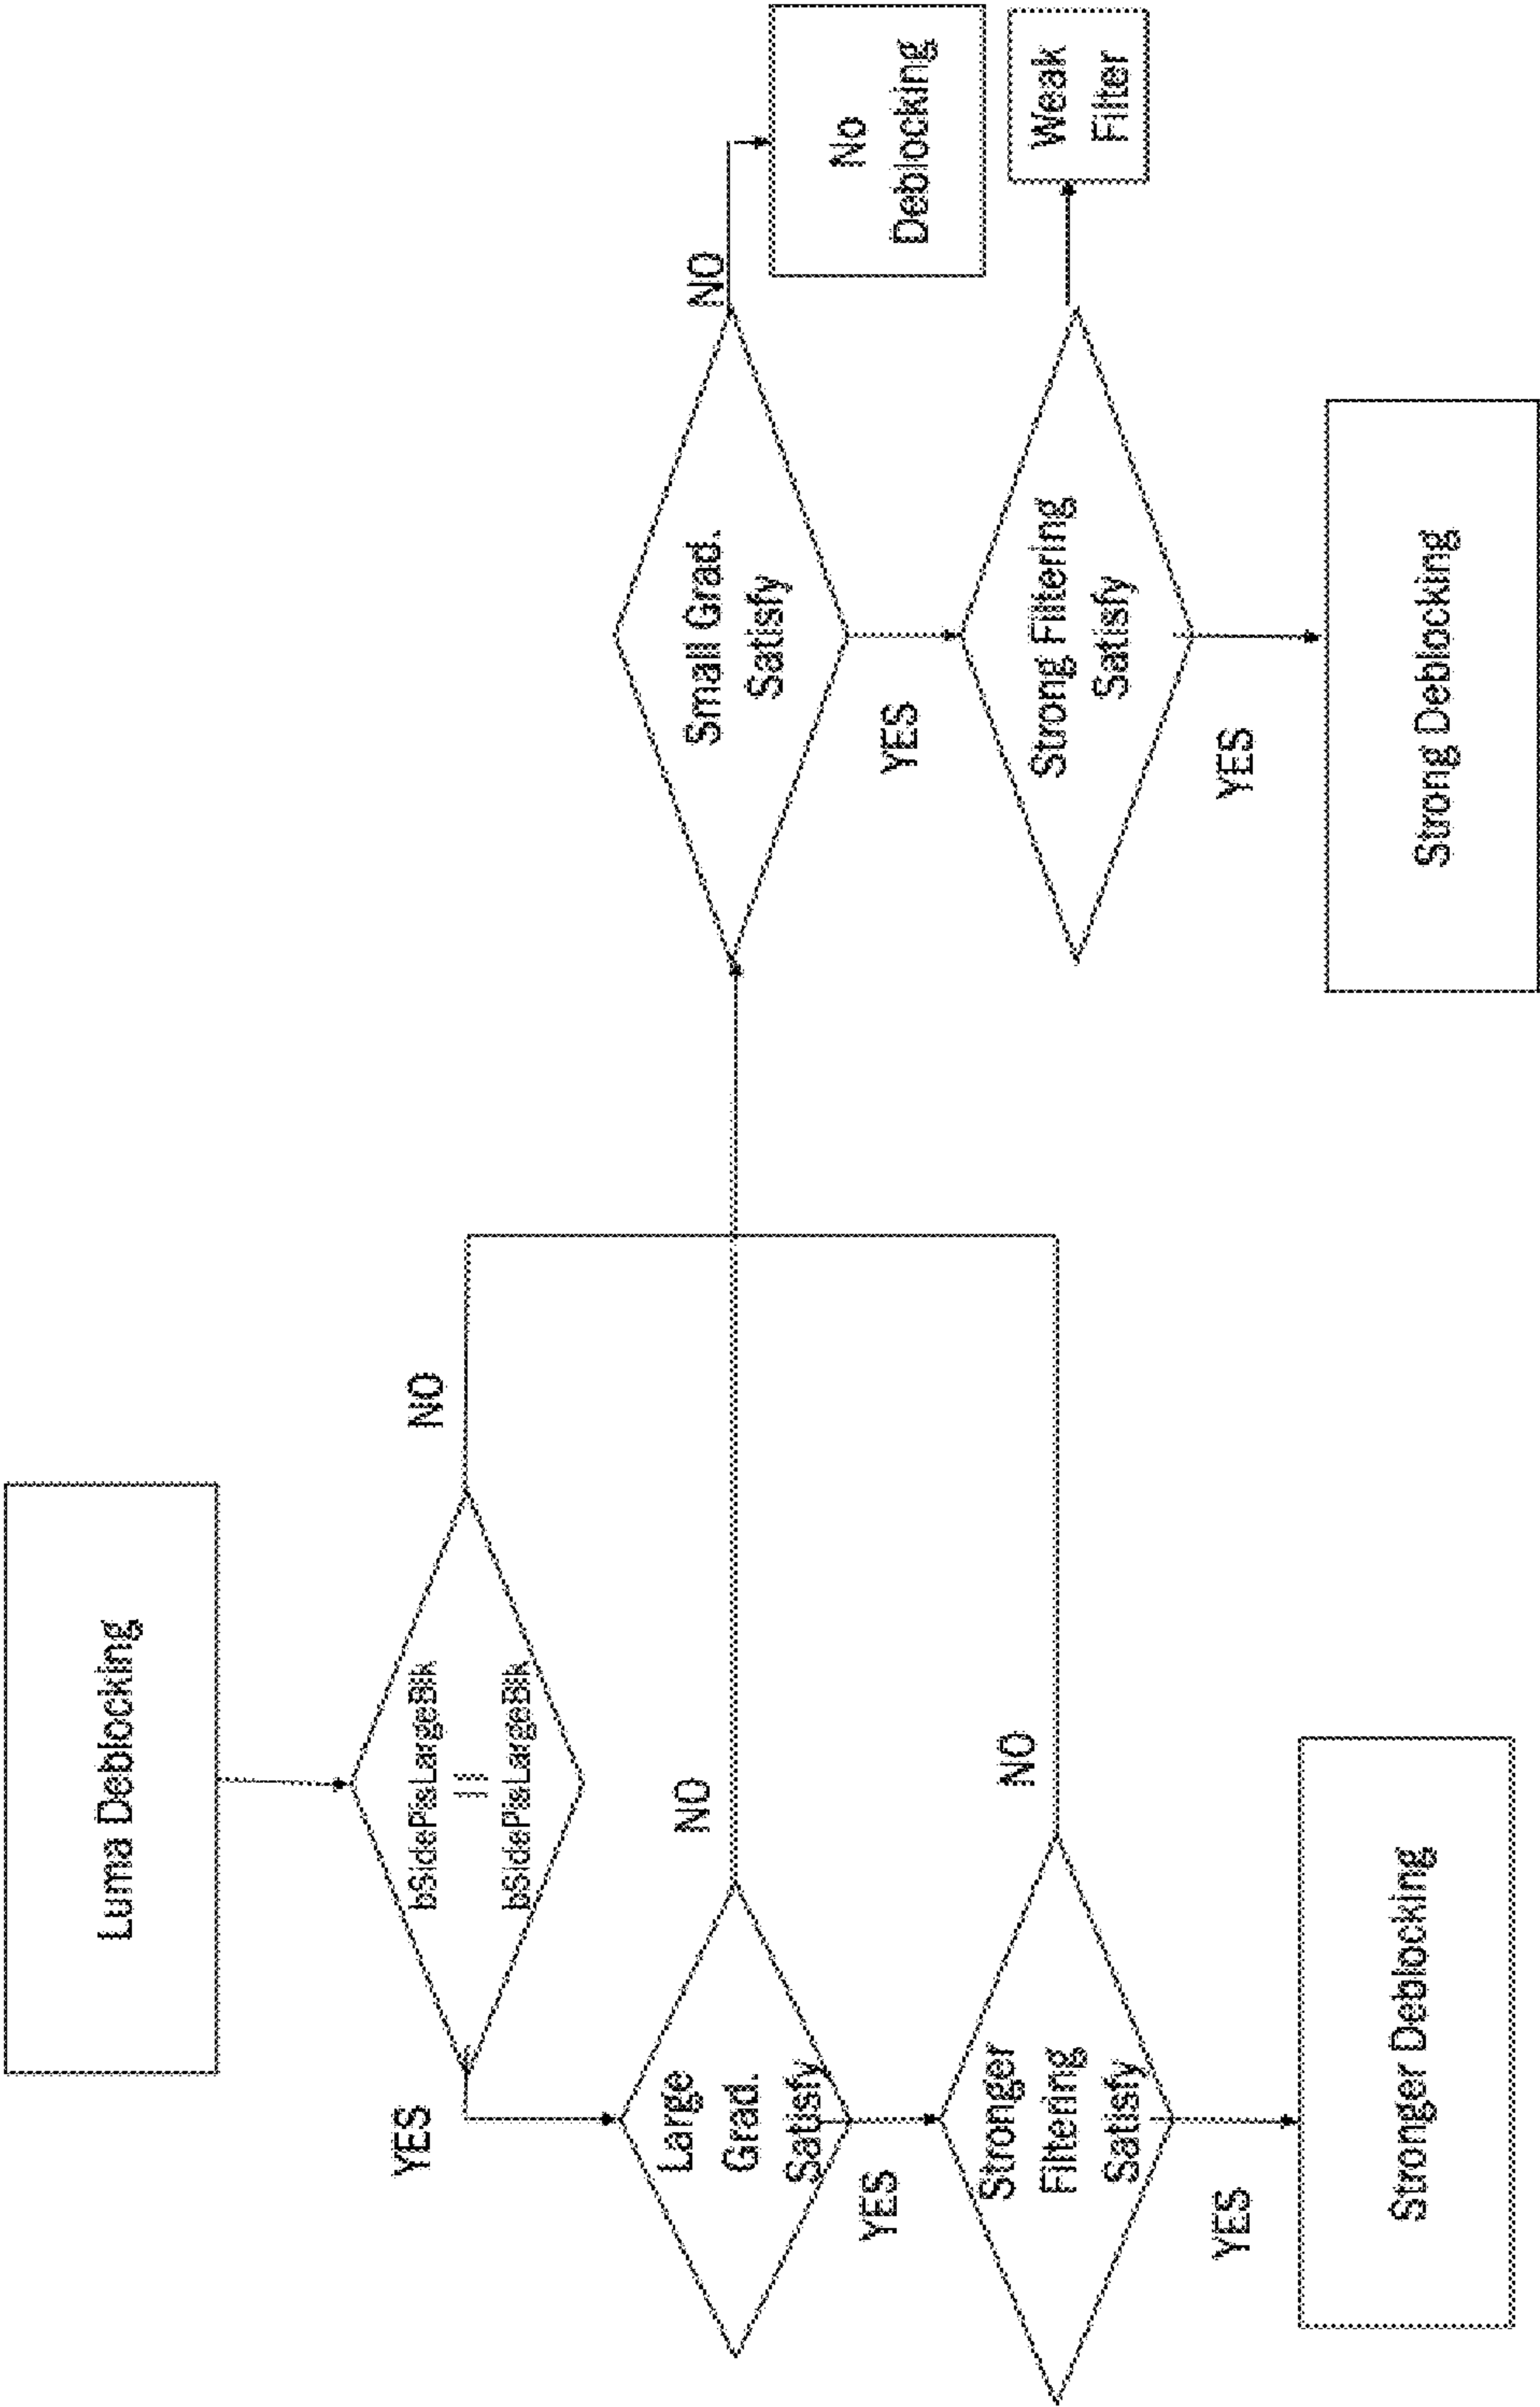 Luma Deblocking
bSidePisLargeBlk
||
bSidePisLargeBlk
YES
NO
Large
Grad.
Satisfy
NO
YES
Stronger
Filtering
Satisfy
NO
YES
Stronger Deblocking
Small Grad.
Satisfy
NO
No
Deblocking
YES
Strong Filtering
Satisfy
Weak
Filter
YES
Strong Deblocking